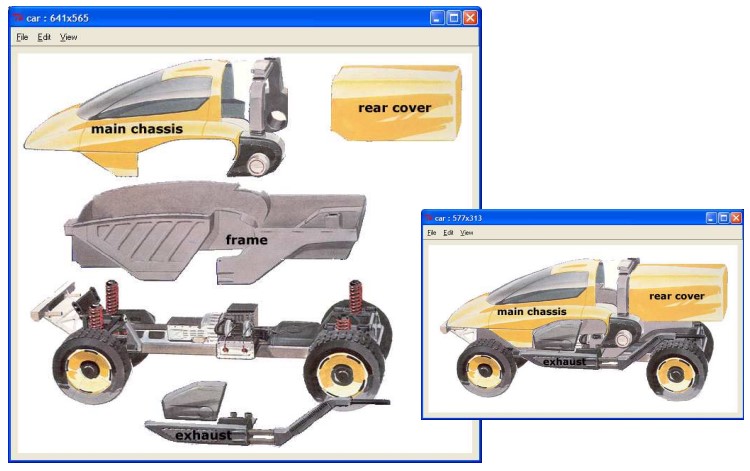 car : 641x565
File Edit View
main chassis
rear cover
frame
exhaust
car : 577x313
File Edit View
main chassis
rear cover
exhaust